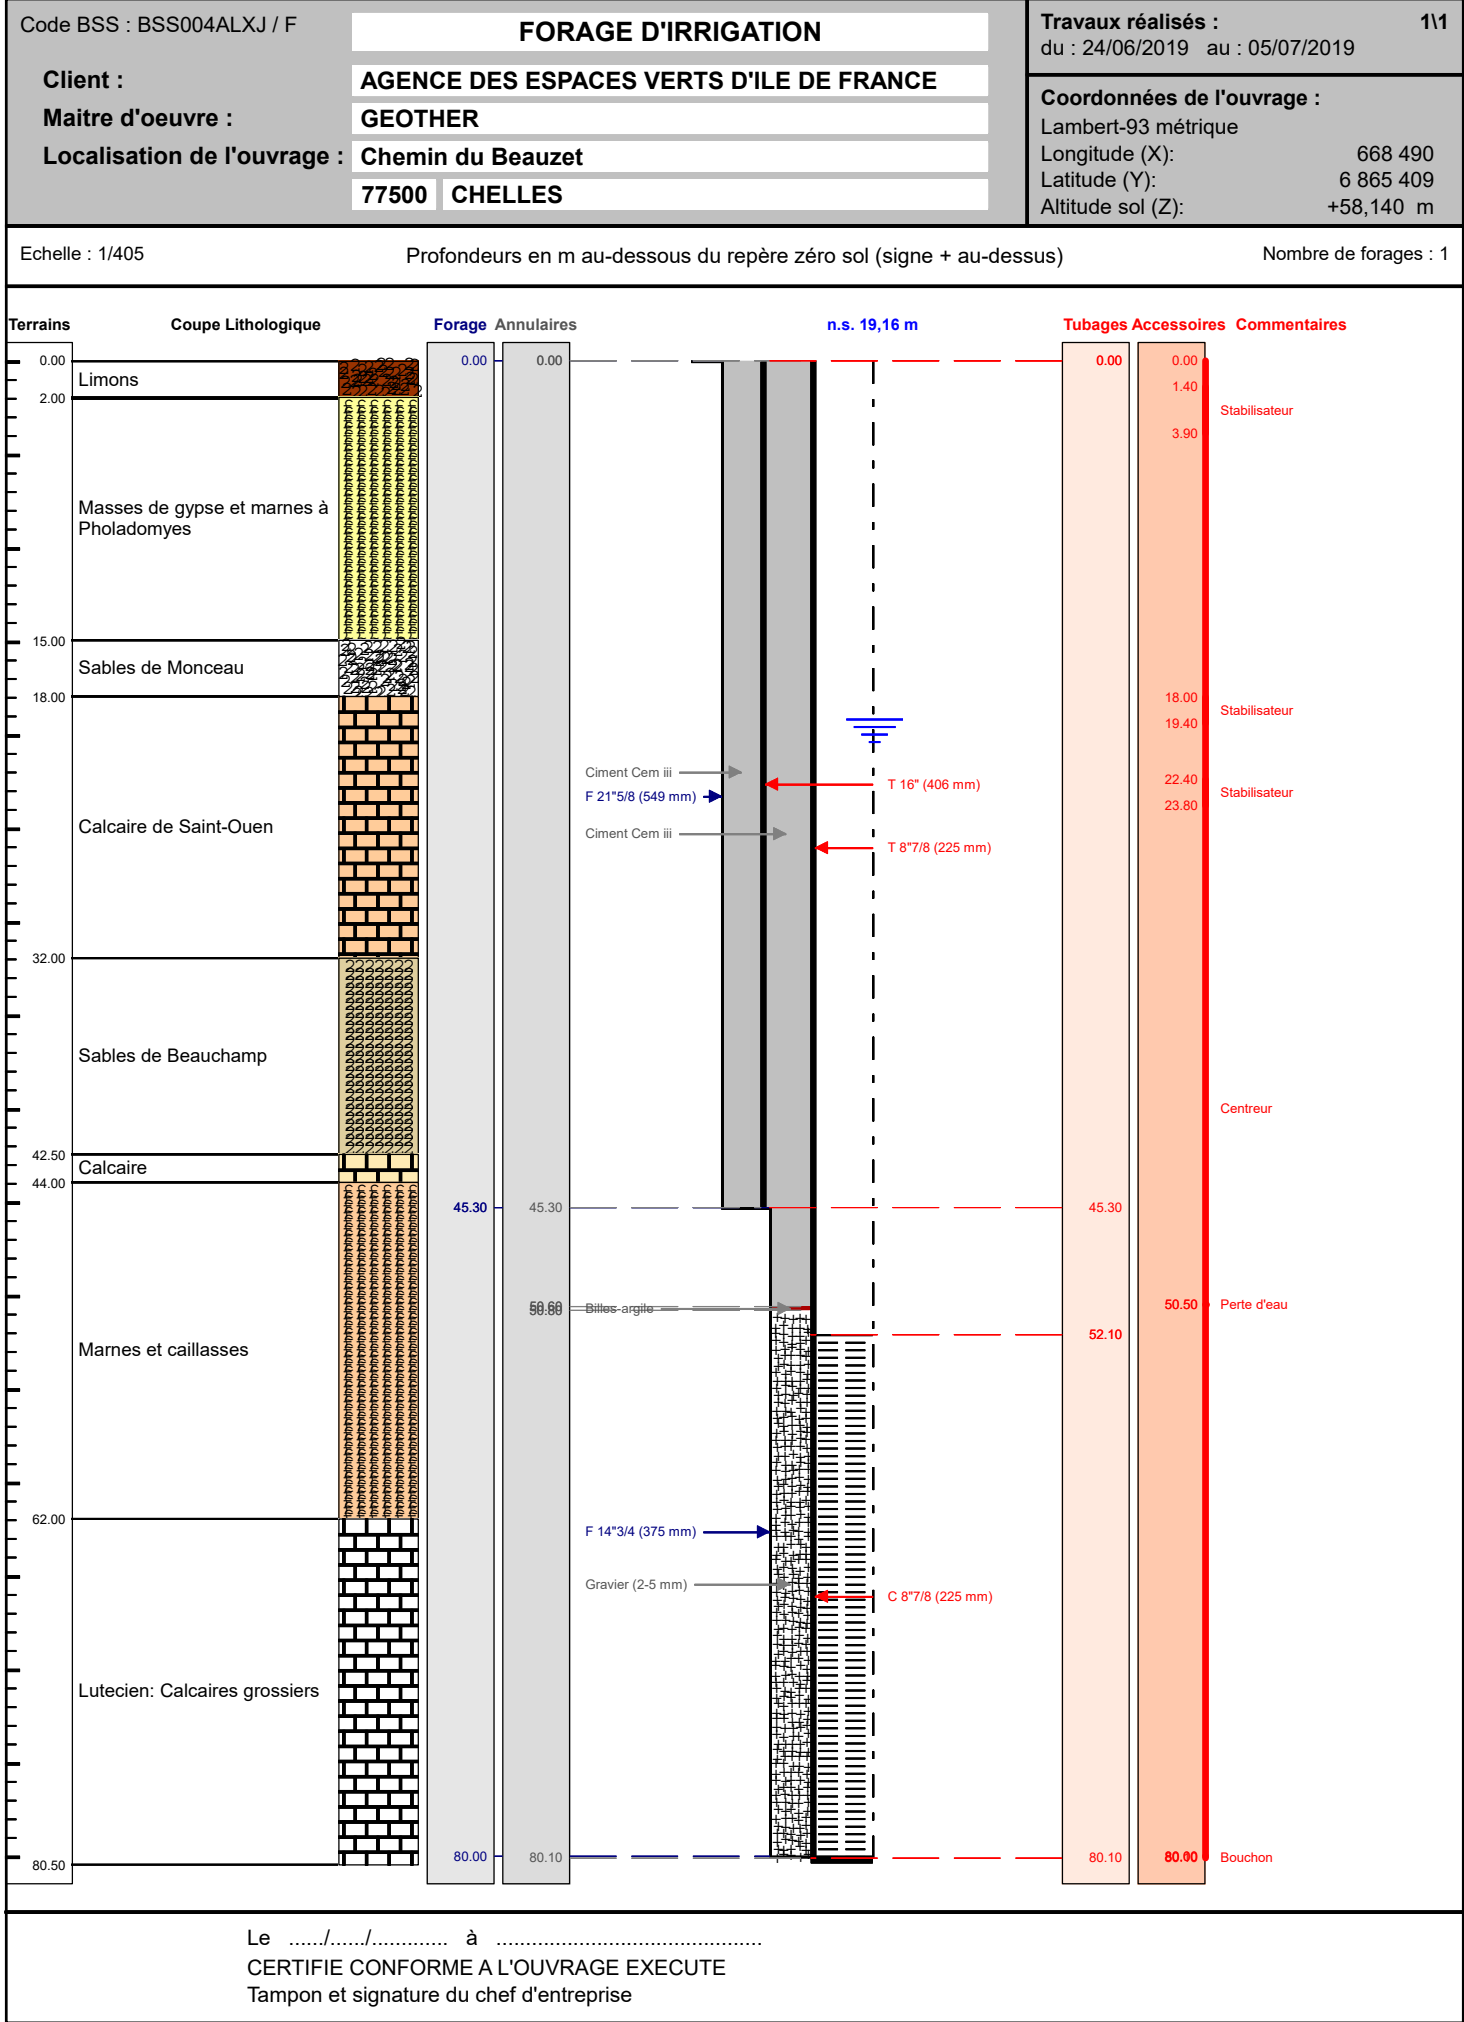 Code BSS : BSS004ALXJ / F
FORAGE D'IRRIGATION
Client :
AGENCE DES ESPACES VERTS D'ILE DE FRANCE
Maitre d'oeuvre :
GEOTHER
Localisation de l'ouvrage :
Chemin du Beauzet
77500 CHELLES
Travaux réalisés : 1\1
du : 24/06/2019 au : 05/07/2019
Coordonnées de l'ouvrage :
Lambert-93 métrique
Longitude (X): 668 490
Latitude (Y): 6 865 409
Altitude sol (Z): +58,140 m
Echelle : 1/405
Profondeurs en m au-dessous du repère zéro sol (signe + au-dessus)
Nombre de forages : 1
Terrains
Coupe Lithologique
Forage
Annulaires
n.s. 19,16 m
Tubages
Accessoires
Commentaires
0.00
Limons
2.00
Masses de gypse et marnes à
Pholadomyes
15.00
Sables de Monceau
18.00
Calcaire de Saint-Ouen
32.00
Sables de Beauchamp
42.50
Calcaire
44.00
Marnes et caillasses
62.00
Lutecien: Calcaires grossiers
80.50
0.00
45.30
80.00
0.00
45.30
50.60
80.10
Ciment Cem iii
F 21"5/8 (549 mm)
Ciment Cem iii
Billes-argile
F 14"3/4 (375 mm)
Gravier (2-5 mm)
T 16" (406 mm)
T 8"7/8 (225 mm)
C 8"7/8 (225 mm)
0.00
45.30
52.10
80.10
0.00
1.40
Stabilisateur
3.90
18.00
Stabilisateur
19.40
22.40
Stabilisateur
23.80
Centreur
50.50
Perte d'eau
Bouchon
Le ....../....../............. à .............................................
CERTIFIE CONFORME A L'OUVRAGE EXECUTE
Tampon et signature du chef d'entreprise